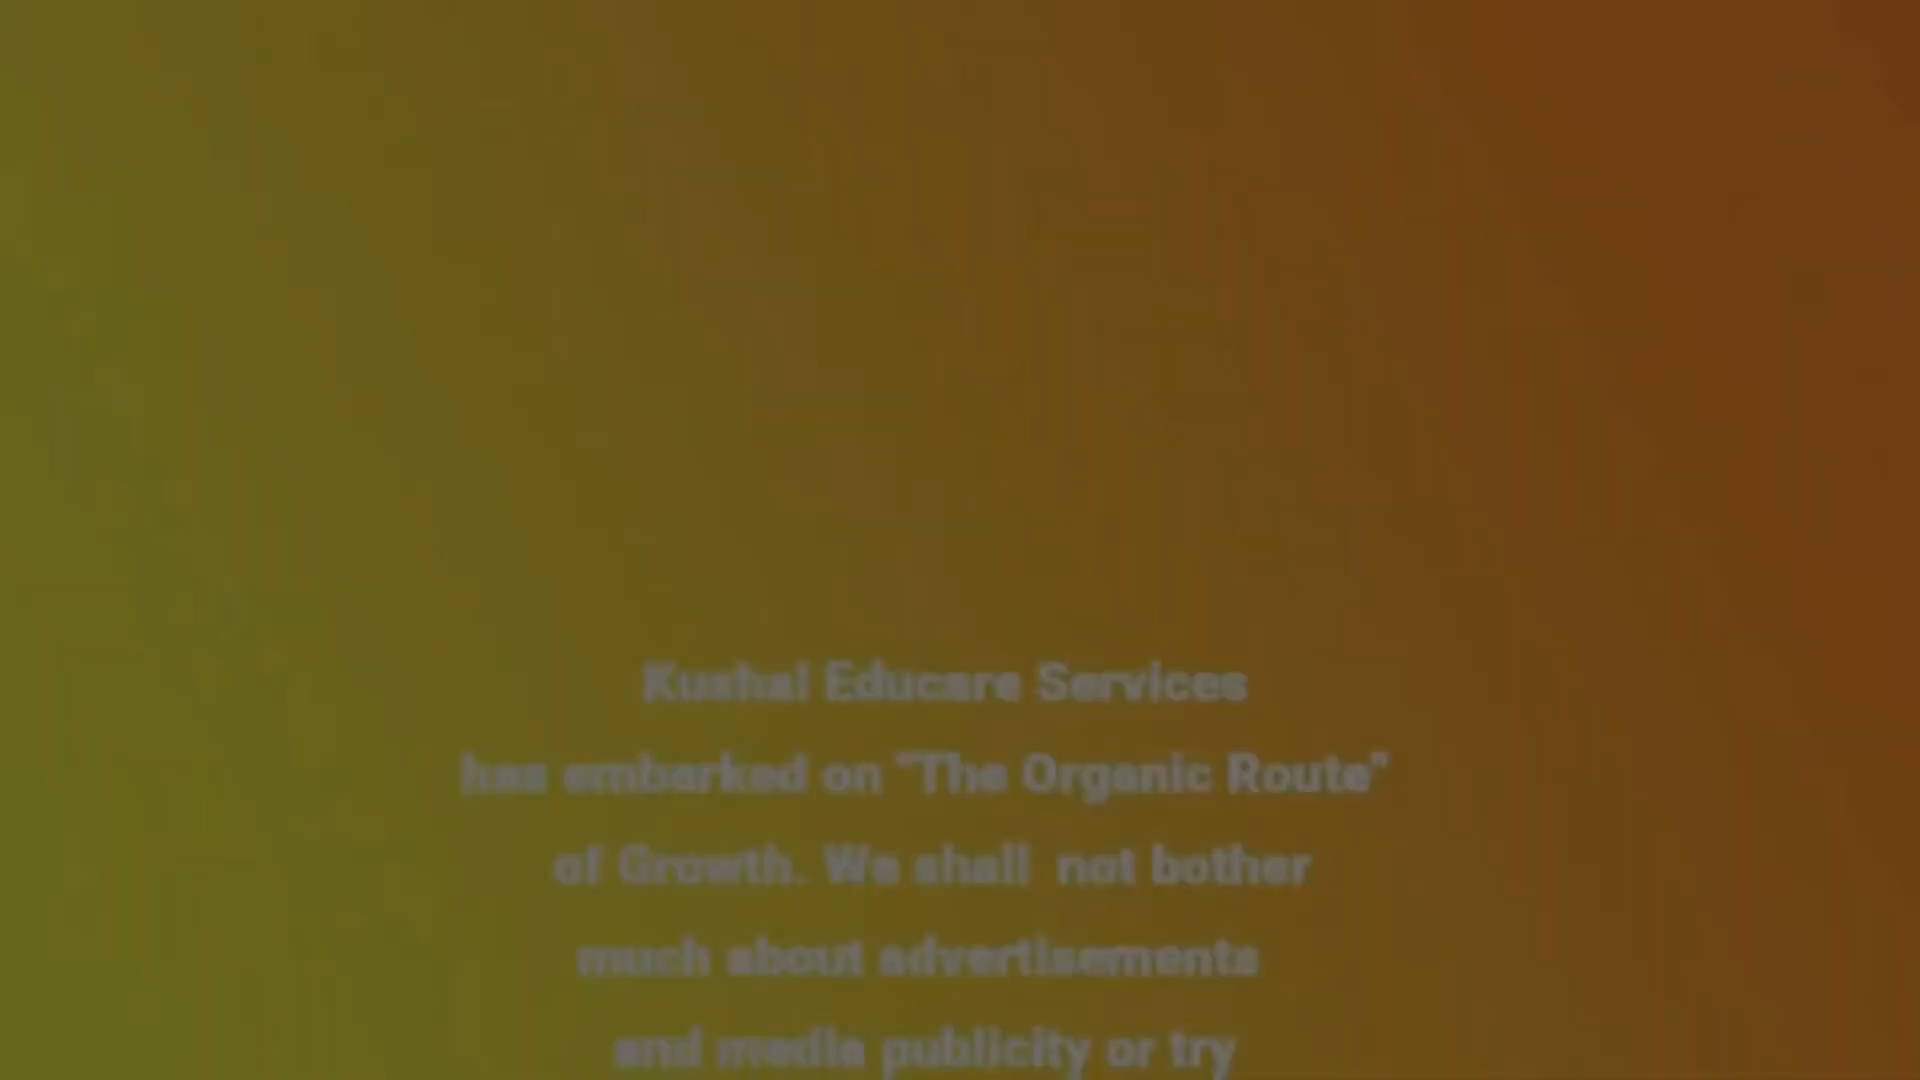 Kushal Educare Services
has embarked on "The Organic Route"
of Growth. We shall not bother
much about advertisements
and media publicity or try